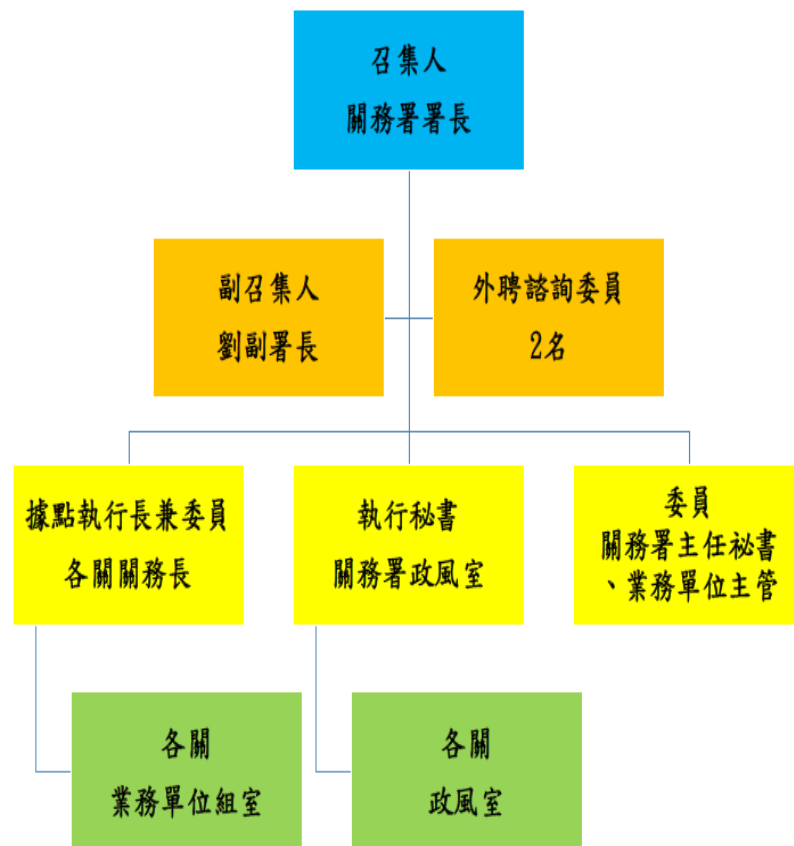 召集人
關務署署長
副召集人
劉副署長
外聘諮詢委員
2名
據點執行長兼委員
各關關務長
執行秘書
關務署政風室
委員
關務署主任祕書
、業務單位主管
各關
業務單位組室
各關
政風室